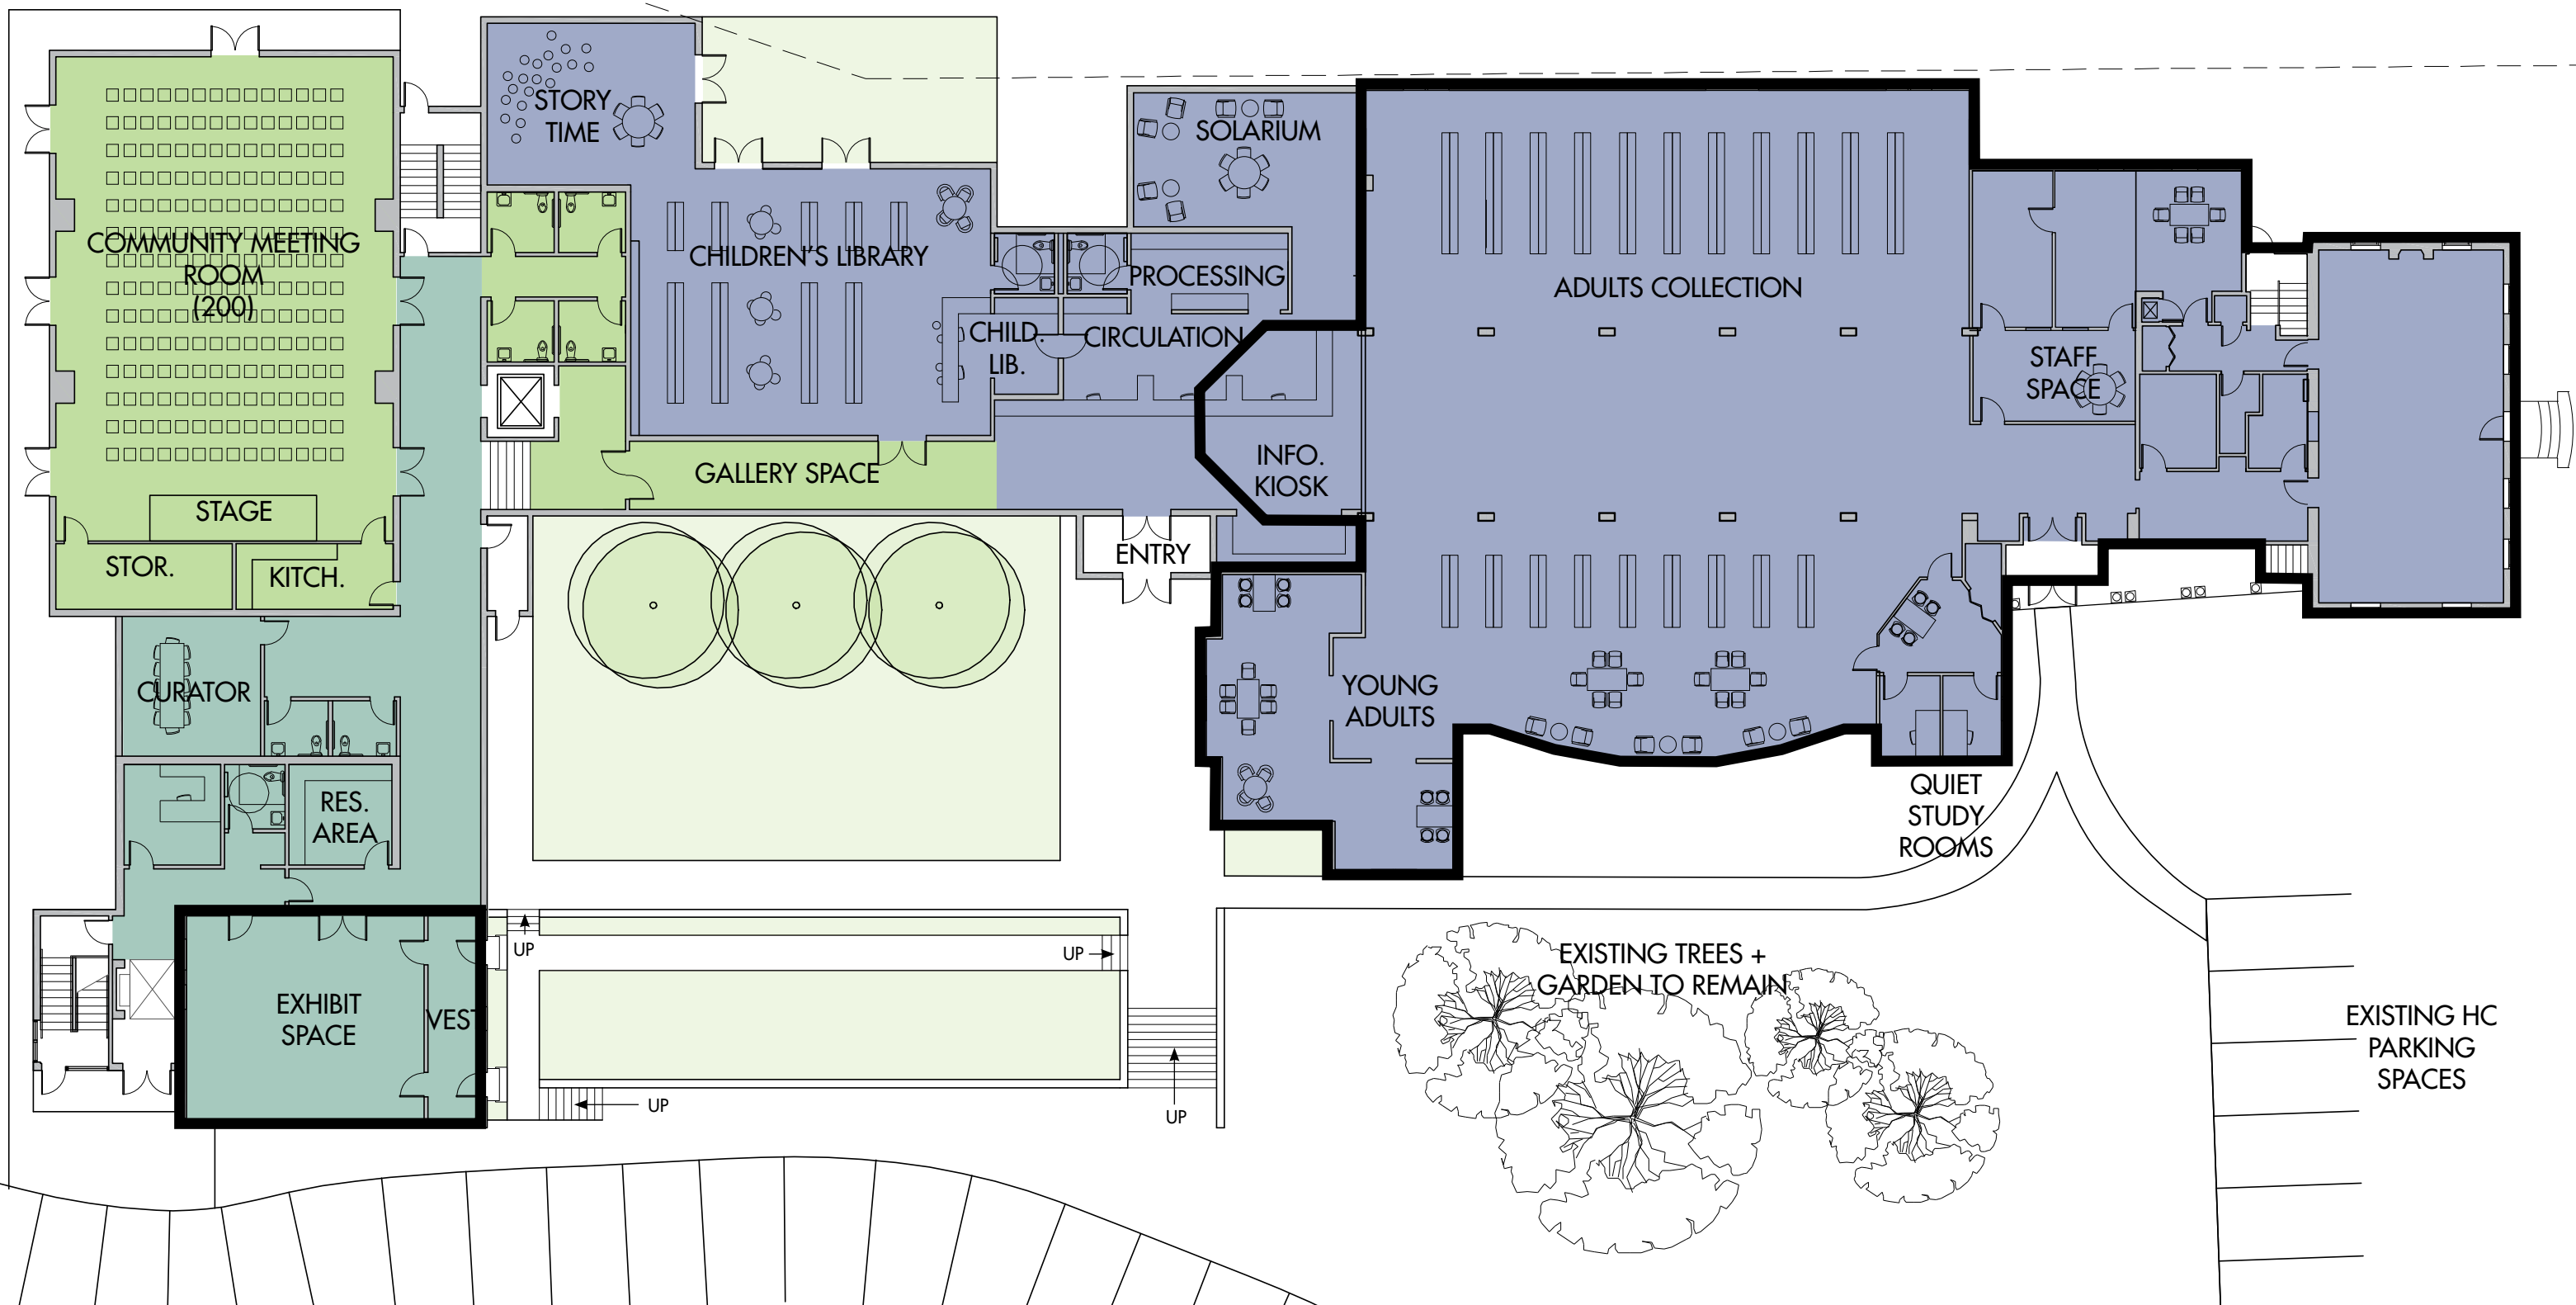 STORY
TIME
SOLARIUM
COMMUNITY MEETING
ROOM
(200)
CHILDREN'S LIBRARY
PROCESSING
ADULTS COLLECTION
CHILD.
LIB.
CIRCULATION
STAFF
SPACE
GALLERY SPACE
INFO.
KIOSK
STAGE
STOR.
KITCH.
ENTRY
CURATOR
YOUNG
ADULTS
RES.
AREA
QUIET
STUDY
ROOMS
UP
UP
EXISTING TREES +
GARDEN TO REMAIN
EXHIBIT
SPACE
VEST
EXISTING HC
PARKING
SPACES
UP
UP